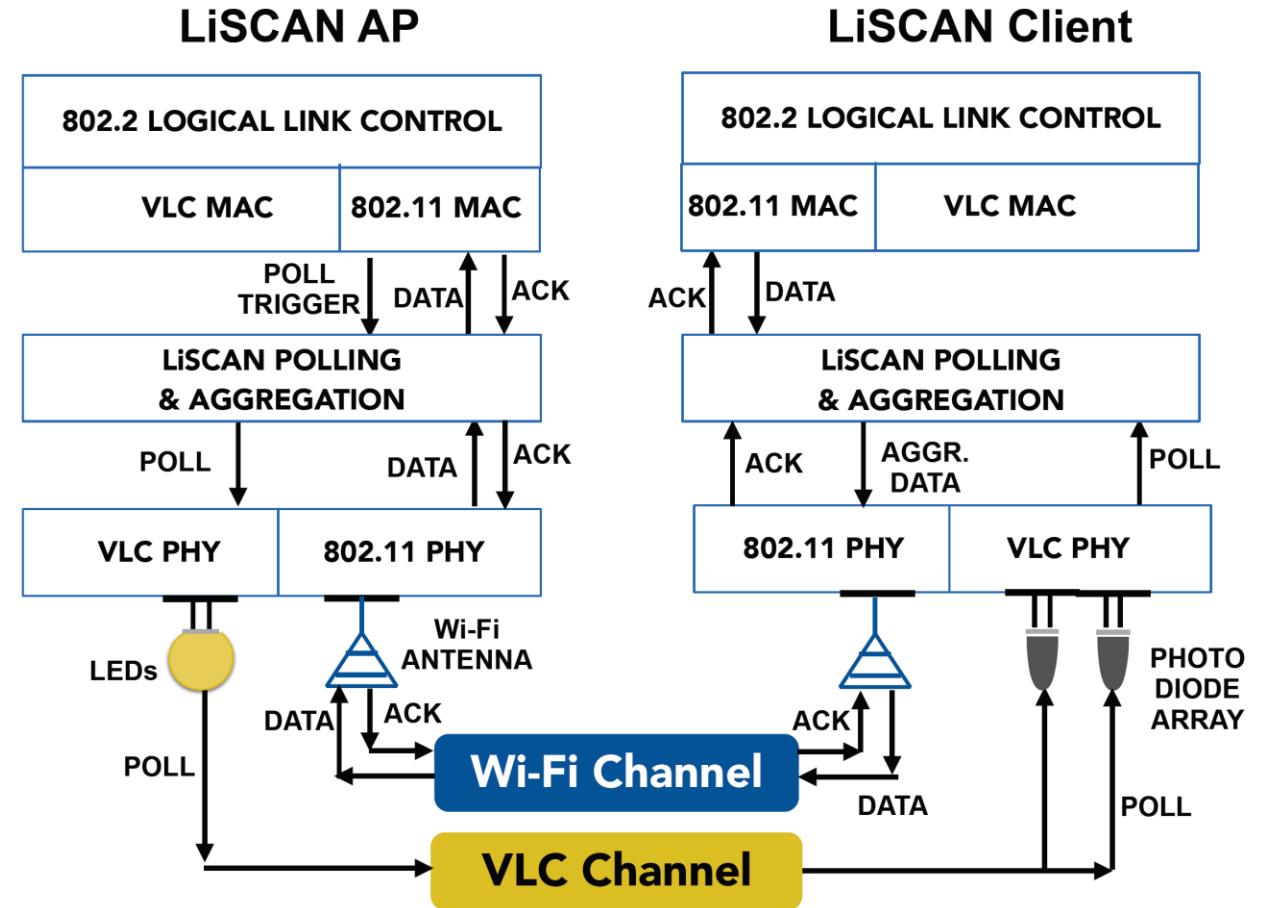 LiSCAN AP
LiSCAN Client
802.2 LOGICAL LINK CONTROL
802.2 LOGICAL LINK CONTROL
VLC MAC
802.11 MAC
802.11 MAC
VLC MAC
POLL
TRIGGER
DATA
ACK
ACK
DATA
LiSCAN POLLING
& AGGREGATION
LiSCAN POLLING
& AGGREGATION
POLL
DATA
ACK
ACK
AGGR.
DATA
POLL
VLC PHY
802.11 PHY
802.11 PHY
VLC PHY
LEDs
Wi-Fi
ANTENNA
PHOTO
DIODE
ARRAY
DATA
ACK
ACK
POLL
Wi-Fi Channel
DATA
POLL
VLC Channel